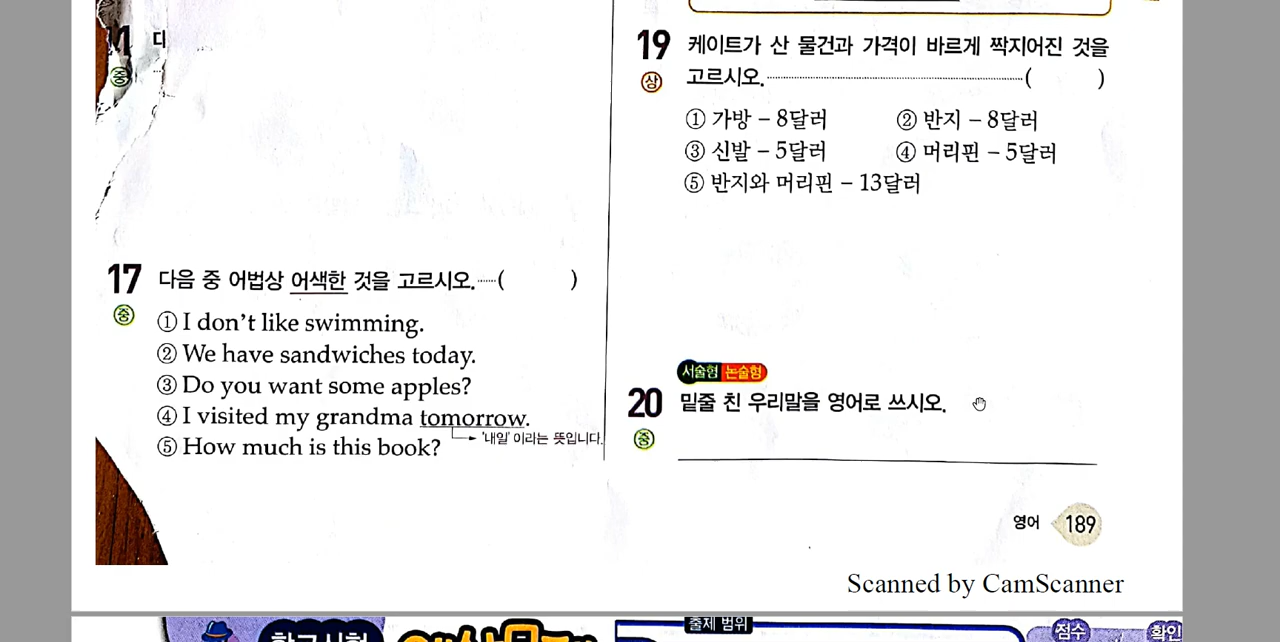 다
17 다음 중 어법상 어색한 것을 고르시오. ( )
중
① I don't like swimming.
② We have sandwiches today.
③ Do you want some apples?
④ I visited my grandma tomorrow.
'내일' 이라는 뜻입니다.
⑤ How much is this book?
19 케이트가 산 물건과 가격이 바르게 짝지어진 것을
상 고르시오. ( )
① 가방 – 8달러 ② 반지 – 8달러
③ 신발 – 5달러 ④ 머리핀 – 5달러
⑤ 반지와 머리핀 – 13달러
서술형 논술형
20 밑줄 친 우리말을 영어로 쓰시오.
중
영어 189
Scanned by CamScanner
출제 범위
점수 확인